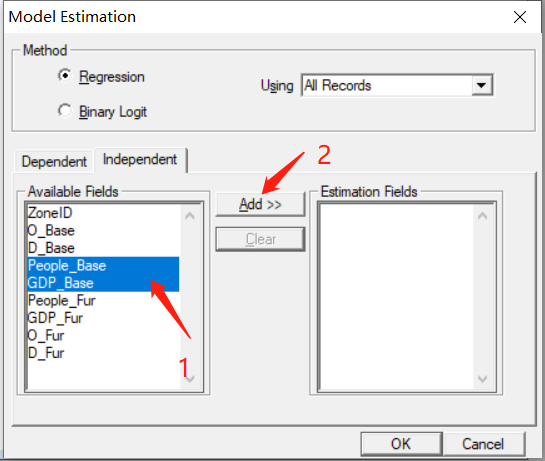 Model Estimation
Method
Regression
Using
All Records
Binary Logit
Dependent
Independent
2
Available Fields
Add >>
Estimation Fields
ZoneID
O_Base
D_Base
Clear
People_Base
GDP_Base
People_Fur
GDP_Fur
O_Fur
D_Fur
1
OK
Cancel